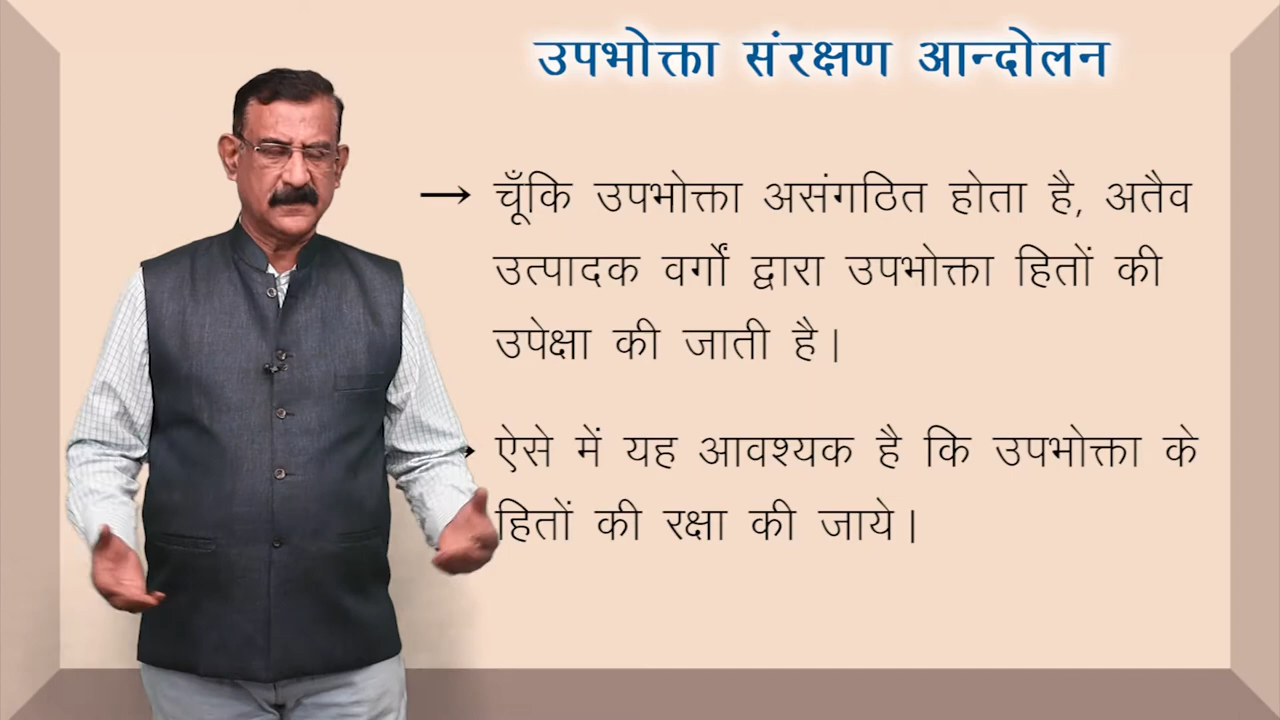 उपभोक्ता संरक्षण आन्दोलन
→ चूँकि उपभोक्ता असंगठित होता है, अतैव
उत्पादक वर्गों द्वारा उपभोक्ता हितों की
उपेक्षा की जाती है।
ऐसे में यह आवश्यक है कि उपभोक्ता के
हितों की रक्षा की जाये।